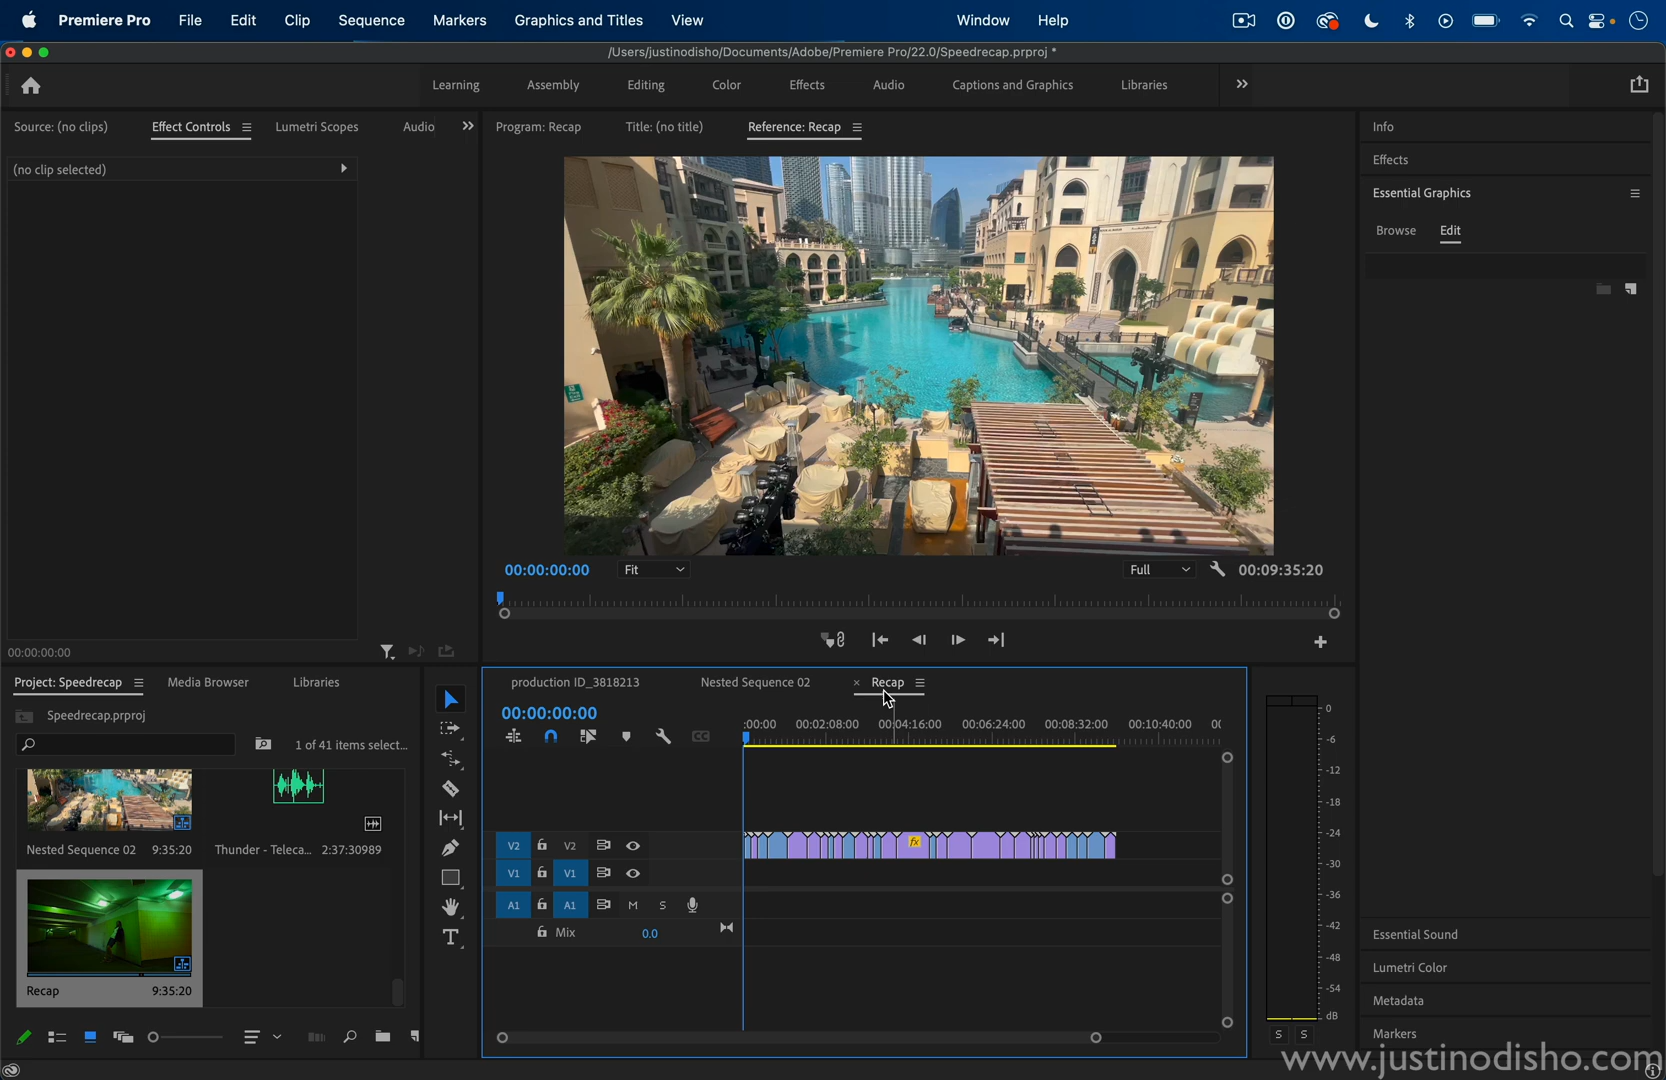 Premiere Pro File Edit Clip Sequence Markers Graphics and Titles View Window Help
/Users/justinodisho/Documents/Adobe/Premiere Pro/22.0/Speedrecap.prproj *
Learning Assembly Editing Color Effects Audio Captions and Graphics Libraries
Source: (no clips) Effect Controls Lumetri Scopes Audio
(no clip selected)
00:00:00:00
Program: Recap Title: (no title) Reference: Recap
00:00:00:00 Fit Full 00:09:35:20
Info
Effects
Essential Graphics
Browse Edit
Essential Sound
Lumetri Color
Metadata
Markers
Project: Speedrecap Media Browser Libraries
Speedrecap.prproj
1 of 41 items select...
Nested Sequence 02 9:35:20
Thunder - Teleca... 2:37:30989
Recap 9:35:20
production ID_3818213 Nested Sequence 02 × Recap
00:00:00:00
:00:00 00:02:08:00 00:04:16:00 00:06:24:00 00:08:32:00 00:10:40:00 00
CC
V2 V2
fx
V1 V1
A1 A1 M S
Mix 0.0
0
-6
-12
-18
-24
-30
-36
-42
-48
-54
dB
S S
www.justinodisho.com